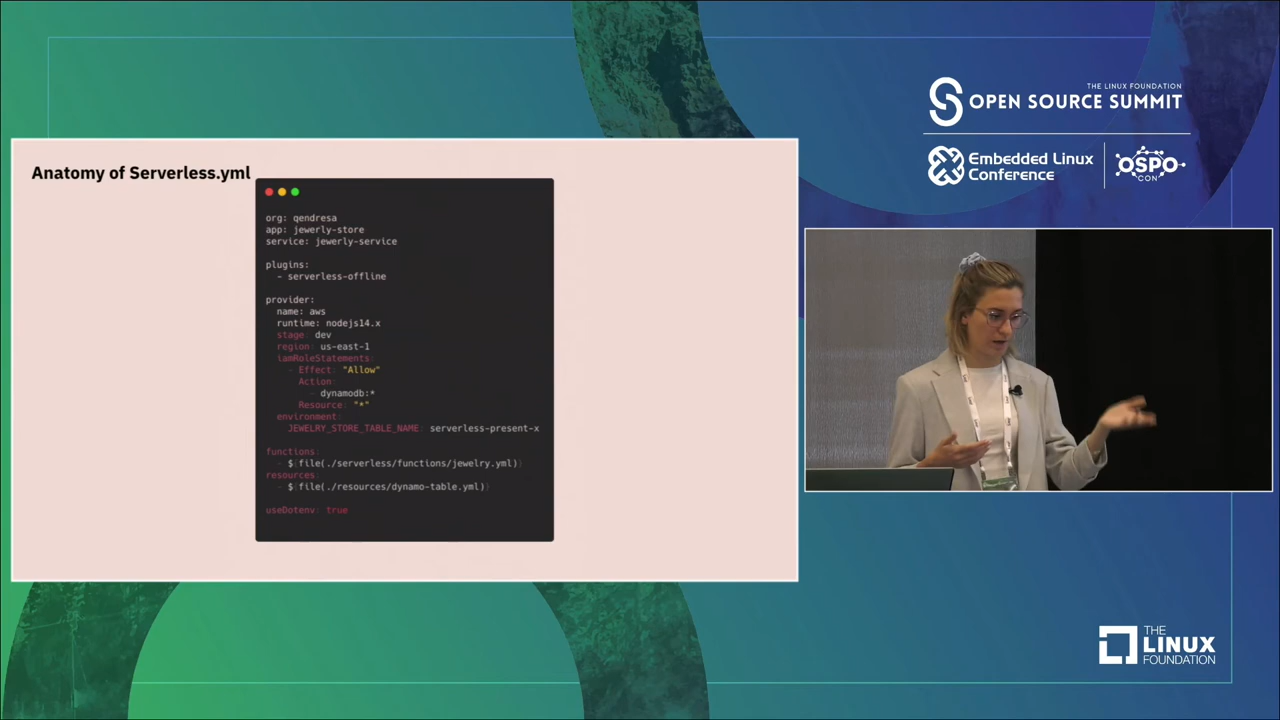 THE LINUX FOUNDATION
OPEN SOURCE SUMMIT
Embedded Linux
Conference
OSPO
CON
Anatomy of Serverless.yml
org: qendresa
app: jewerly-store
service: jewerly-service
plugins:
- serverless-offline
provider:
name: aws
runtime: nodejs14.x
stage: dev
region: us-east-1
iamRoleStatements:
- Effect: "Allow"
Action:
- dynamodb:*
Resource: "*"
environment:
JEWELRY_STORE_TABLE_NAME: serverless-present-x
functions:
- $(file(./serverless/functions/jewelry.yml))
resources:
- $(file(./resources/dynamo-table.yml))
useDotenv: true
THE
LINUX
FOUNDATION